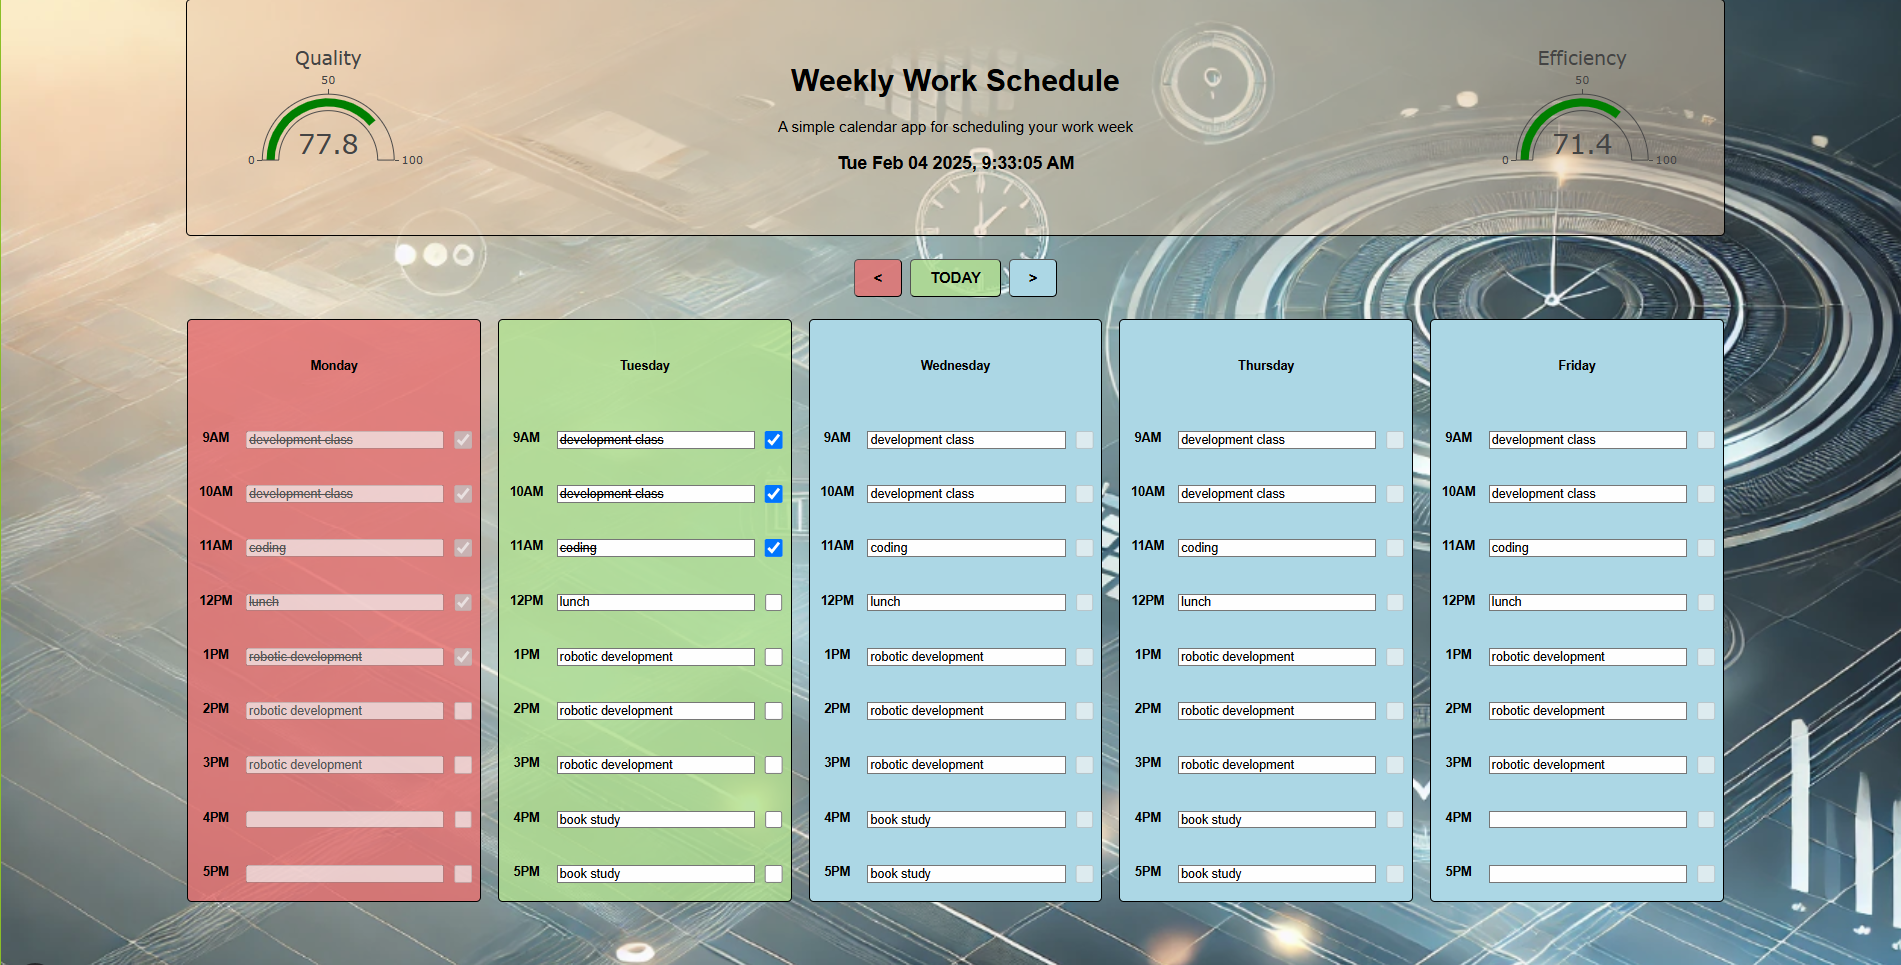 Quality
50
77.8
0
100
Weekly Work Schedule
A simple calendar app for scheduling your work week
Tue Feb 04 2025, 9:33:05 AM
Efficiency
50
71.4
0
100
< TODAY >
Monday
9AM development class
10AM development class
11AM coding
12PM lunch
1PM robotic development
2PM robotic development
3PM robotic development
4PM
5PM
Tuesday
9AM development class
10AM development class
11AM coding
12PM lunch
1PM robotic development
2PM robotic development
3PM robotic development
4PM book study
5PM book study
Wednesday
9AM development class
10AM development class
11AM coding
12PM lunch
1PM robotic development
2PM robotic development
3PM robotic development
4PM book study
5PM book study
Thursday
9AM development class
10AM development class
11AM coding
12PM lunch
1PM robotic development
2PM robotic development
3PM robotic development
4PM book study
5PM book study
Friday
9AM development class
10AM development class
11AM coding
12PM lunch
1PM robotic development
2PM robotic development
3PM robotic development
4PM
5PM